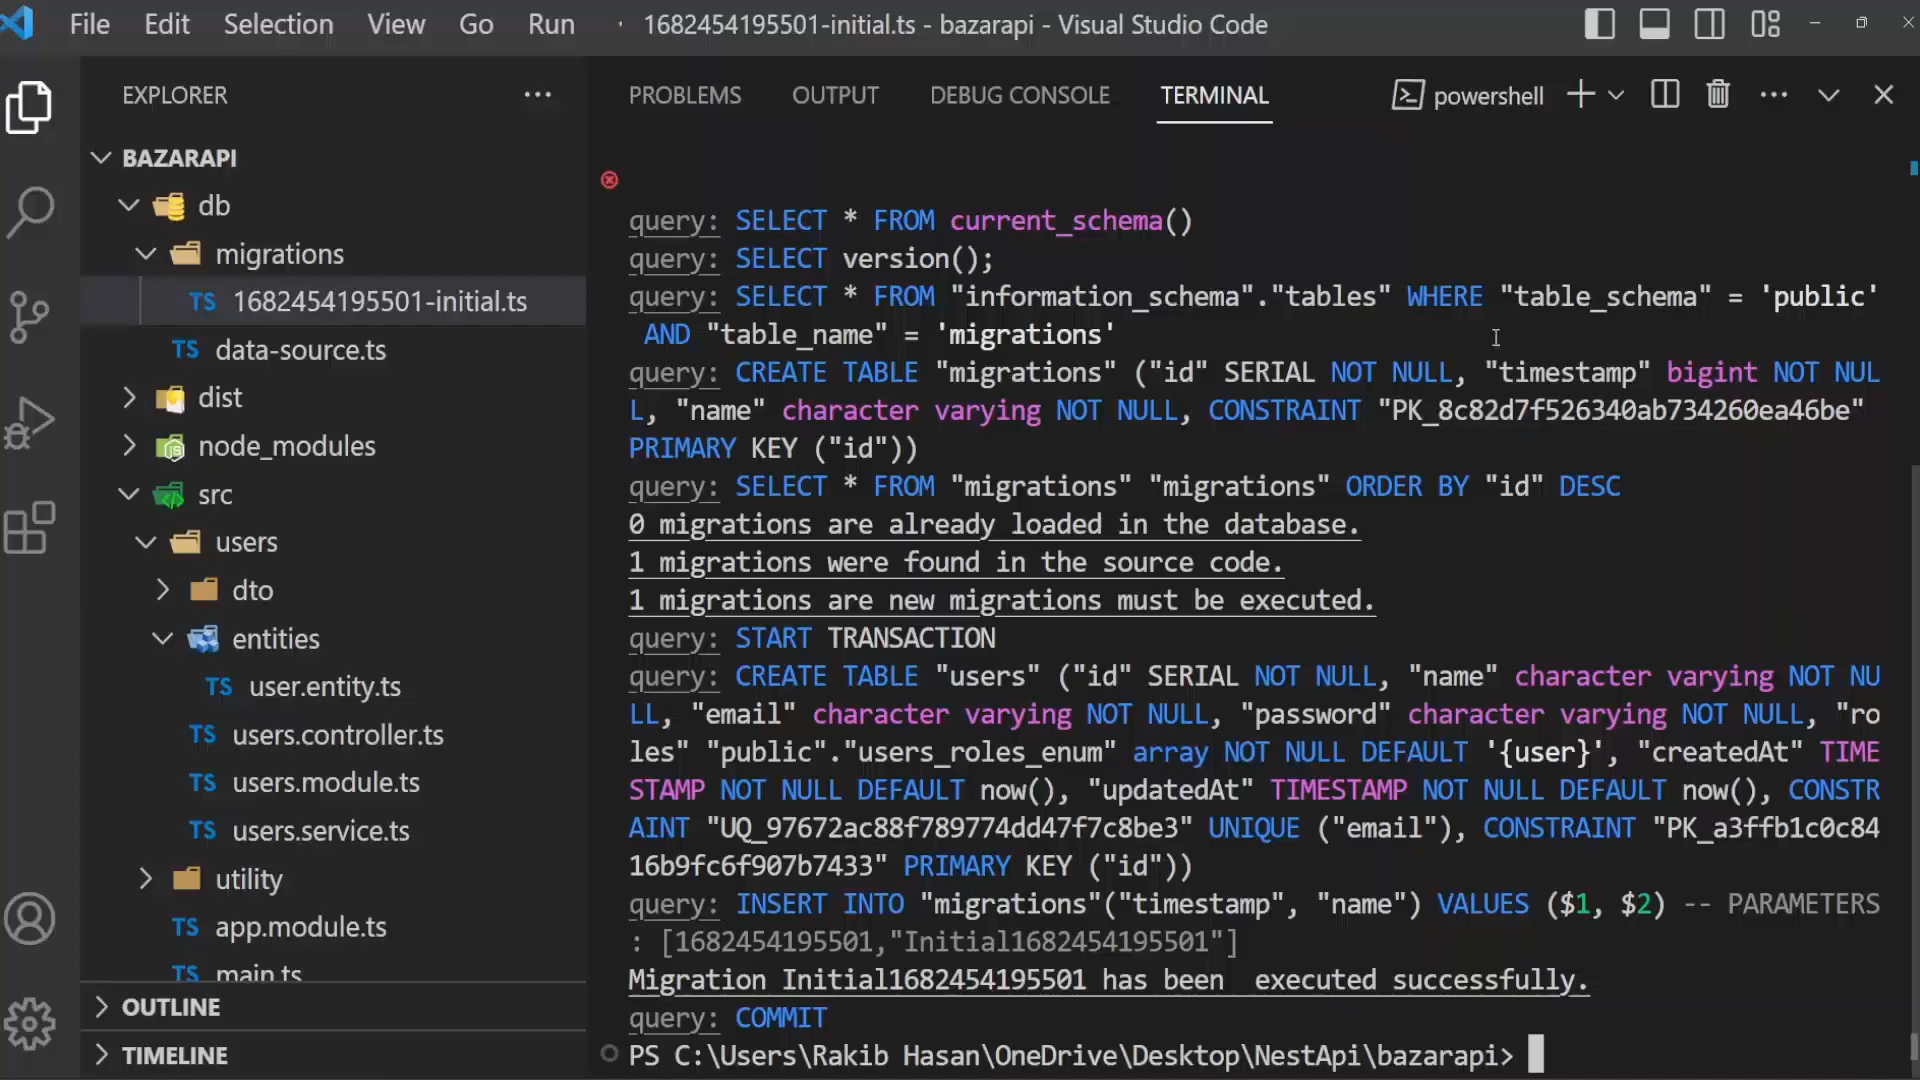 File Edit Selection View Go Run
1682454195501-initial.ts - bazarapi - Visual Studio Code
EXPLORER
BAZARAPI
db
migrations
TS 1682454195501-initial.ts
TS data-source.ts
dist
node_modules
src
users
dto
entities
TS user.entity.ts
TS users.controller.ts
TS users.module.ts
TS users.service.ts
utility
TS app.module.ts
TS main.ts
OUTLINE
TIMELINE
PROBLEMS OUTPUT DEBUG CONSOLE TERMINAL powershell
query: SELECT * FROM current_schema()
query: SELECT version();
query: SELECT * FROM "information_schema"."tables" WHERE "table_schema" = 'public'
AND "table_name" = 'migrations'
query: CREATE TABLE "migrations" ("id" SERIAL NOT NULL, "timestamp" bigint NOT NUL
L, "name" character varying NOT NULL, CONSTRAINT "PK_8c82d7f526340ab734260ea46be"
PRIMARY KEY ("id"))
query: SELECT * FROM "migrations" "migrations" ORDER BY "id" DESC
0 migrations are already loaded in the database.
1 migrations were found in the source code.
1 migrations are new migrations must be executed.
query: START TRANSACTION
query: CREATE TABLE "users" ("id" SERIAL NOT NULL, "name" character varying NOT NU
LL, "email" character varying NOT NULL, "password" character varying NOT NULL, "ro
les" "public"."users_roles_enum" array NOT NULL DEFAULT '{user}', "createdAt" TIME
STAMP NOT NULL DEFAULT now(), "updatedAt" TIMESTAMP NOT NULL DEFAULT now(), CONSTR
AINT "UQ_97672ac88f789774dd47f7c8be3" UNIQUE ("email"), CONSTRAINT "PK_a3ffb1c0c84
16b9fc6f907b7433" PRIMARY KEY ("id"))
query: INSERT INTO "migrations"("timestamp", "name") VALUES ($1, $2) -- PARAMETERS
: [1682454195501,"Initial1682454195501"]
Migration Initial1682454195501 has been  executed successfully.
query: COMMIT
PS C:\Users\Rakib Hasan\OneDrive\Desktop\NestApi\bazarapi>